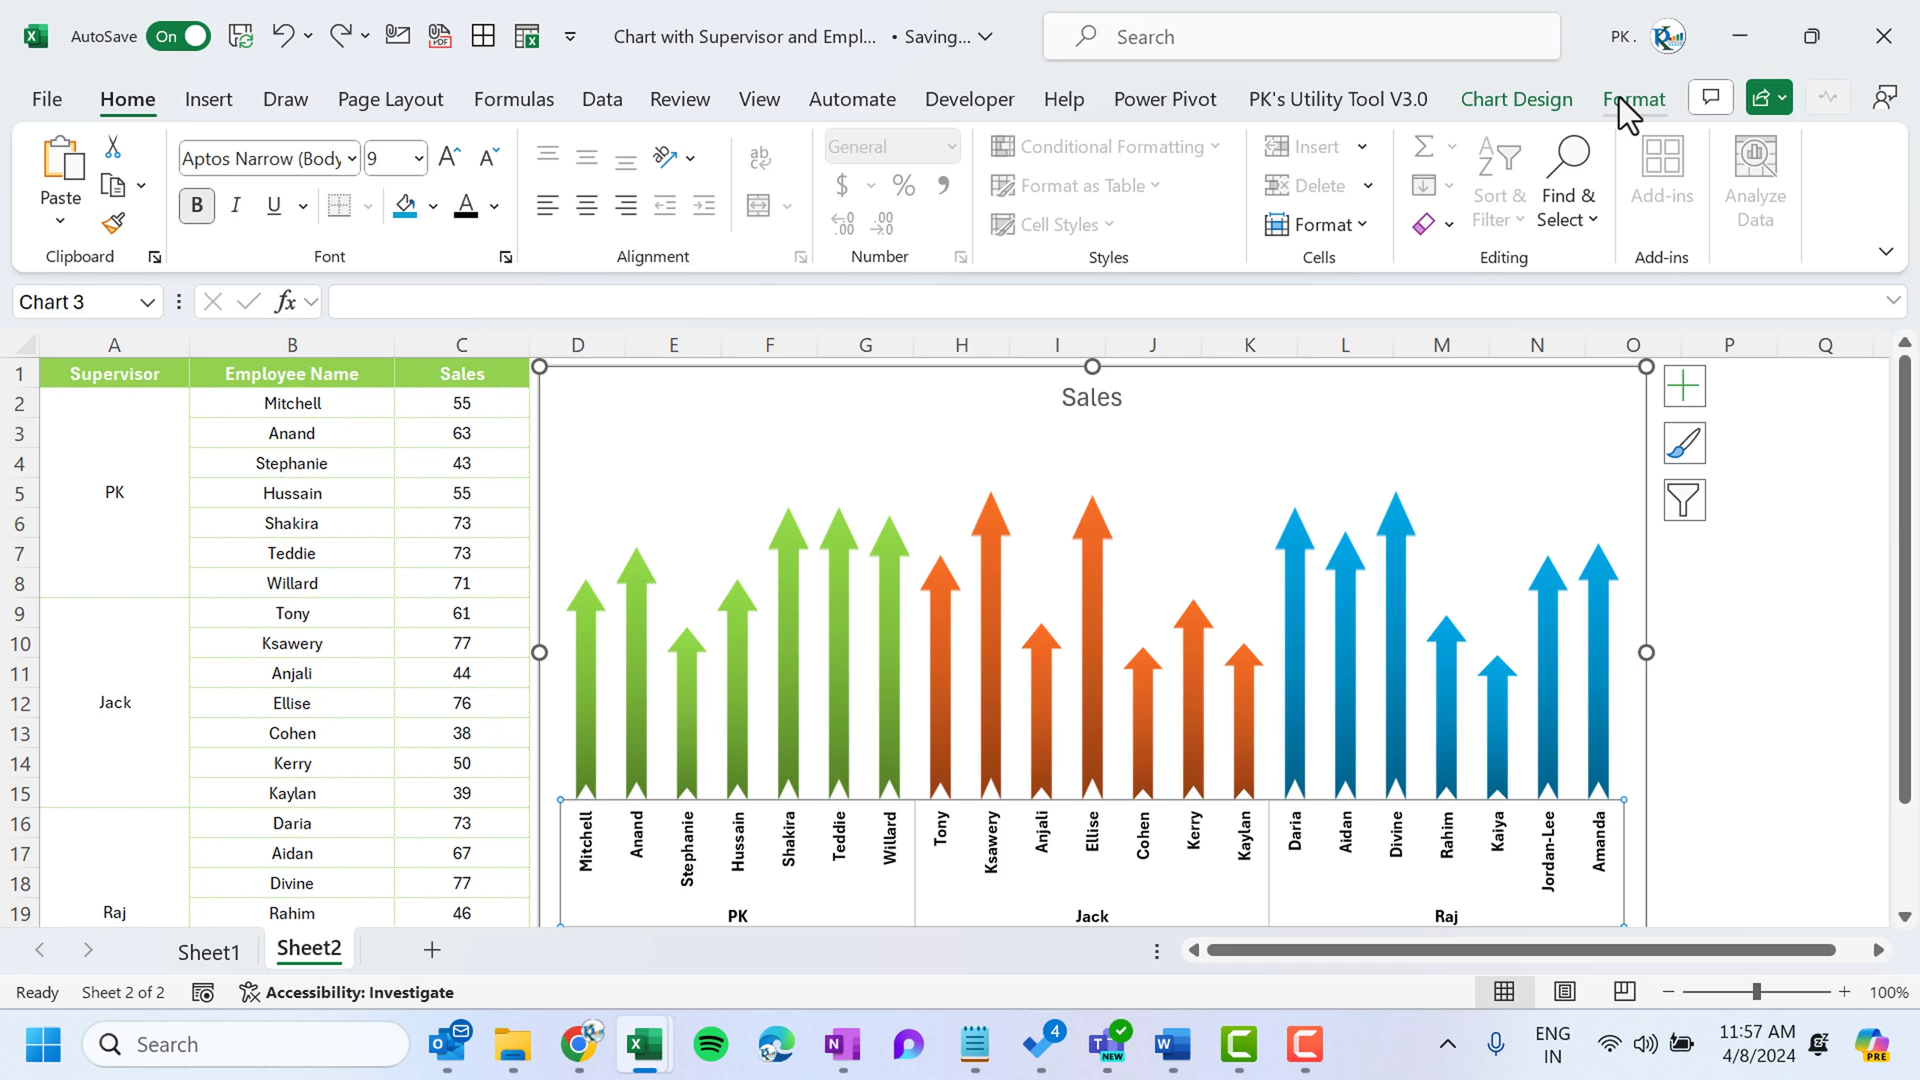 AutoSave On Chart with Supervisor and Empl... • Saving... Search PK .
File Home Insert Draw Page Layout Formulas Data Review View Automate Developer Help Power Pivot PK's Utility Tool V3.0 Chart Design Format
Paste
Clipboard
Aptos Narrow (Body 9
B I U A
Font
ab
Alignment
General
$ % 9
Number
Conditional Formatting
Format as Table
Cell Styles
Styles
Insert
Delete
Format
Cells
Sort & Filter
Find & Select
Editing
Add-ins
Add-ins
Analyze Data
Chart 3 fx
A B C D E F G H I J K L M N O P Q
1 Supervisor Employee Name Sales
2 Mitchell 55
3 Anand 63
4 Stephanie 43
5 PK Hussain 55
6 Shakira 73
7 Teddie 73
8 Willard 71
9 Tony 61
10 Ksawery 77
11 Anjali 44
12 Jack Ellise 76
13 Cohen 38
14 Kerry 50
15 Kaylan 39
16 Daria 73
17 Aidan 67
18 Divine 77
19 Raj Rahim 46
Sales
Mitchell Anand Stephanie Hussain Shakira Teddie Willard Tony Ksawery Anjali Ellise Cohen Kerry Kaylan Daria Aidan Divine Rahim Kaiya Jordan-Lee Amanda
PK Jack Raj
Sheet1 Sheet2
Ready Sheet 2 of 2 Accessibility: Investigate 100%
Search 4 NEW ENG IN 11:57 AM 4/8/2024 PRE